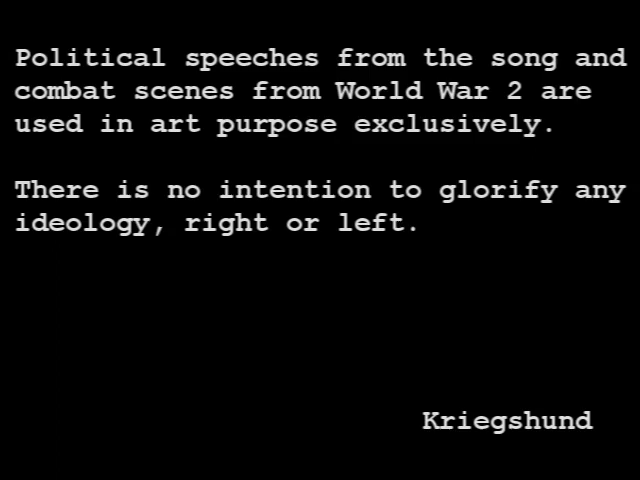 Political speeches from the song and
combat scenes from World War 2 are
used in art purpose exclusively.
There is no intention to glorify any
ideology, right or left.
Kriegshund